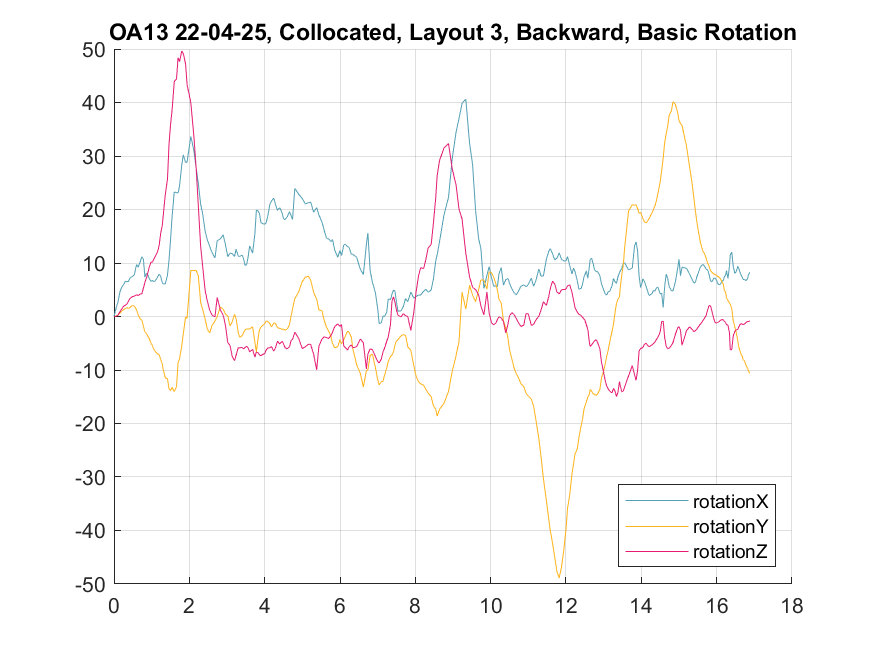 OA13 22-04-25, Collocated, Layout 3, Backward, Basic Rotation
50
40
30
20
10
0
-10
-20
-30
-40
-50
rotationX
rotationY
rotationZ
0 2 4 6 8 10 12 14 16 18